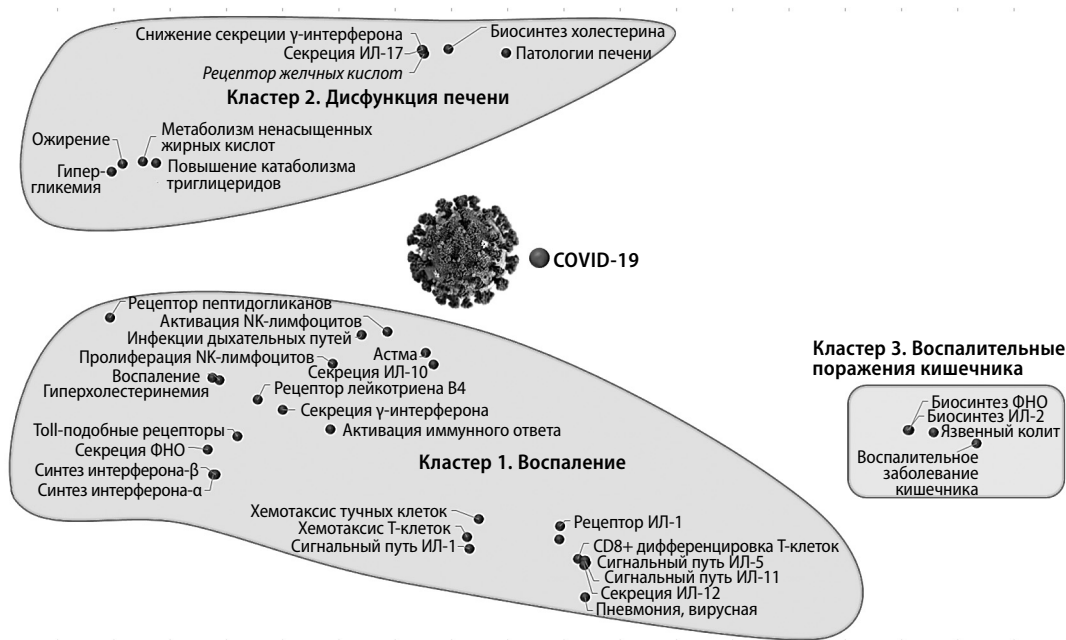 Снижение секреции γ-интерферона
Биосинтез холестерина
Секреция ИЛ-17
Патологии печени
Рецептор желчных кислот
Кластер 2. Дисфункция печени
Ожирение
Метаболизм ненасыщенных
жирных кислот
Гипер-
гликемия
Повышение катаболизма
триглицеридов
COVID-19
Рецептор пептидогликанов
Активация NK-лимфоцитов
Инфекции дыхательных путей
Пролиферация NK-лимфоцитов
Астма
Секреция ИЛ-10
Воспаление
Гиперхолестеринемия
Рецептор лейкотриена B4
Секреция γ-интерферона
Toll-подобные рецепторы
Активация иммунного ответа
Секреция ФНО
Синтез интерферона-β
Синтез интерферона-α
Кластер 1. Воспаление
Хемотаксис тучных клеток
Хемотаксис Т-клеток
Сигнальный путь ИЛ-1
Рецептор ИЛ-1
CD8+ дифференцировка Т-клеток
Сигнальный путь ИЛ-5
Сигнальный путь ИЛ-11
Секреция ИЛ-12
Пневмония, вирусная
Кластер 3. Воспалительные
поражения кишечника
Биосинтез ФНО
Биосинтез ИЛ-2
Язвенный колит
Воспалительное
заболевание
кишечника